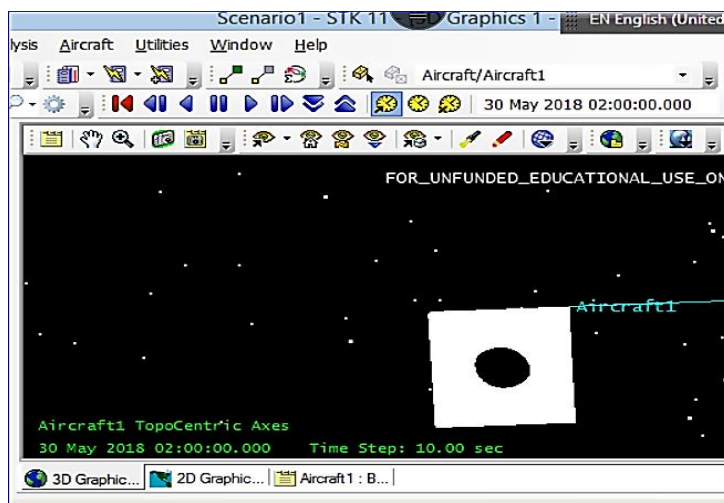 Scenario1 - STK 11 - 3D Graphics 1 -
EN English (United
lysis Aircraft Utilities Window Help
Aircraft/Aircraft1
30 May 2018 02:00:00.000
FOR_UNFUNDED_EDUCATIONAL_USE_ON
Aircraft1
Aircraft1 TopoCentric Axes
30 May 2018 02:00:00.000 Time Step: 10.00 sec
3D Graphic... 2D Graphic... Aircraft1 : B...